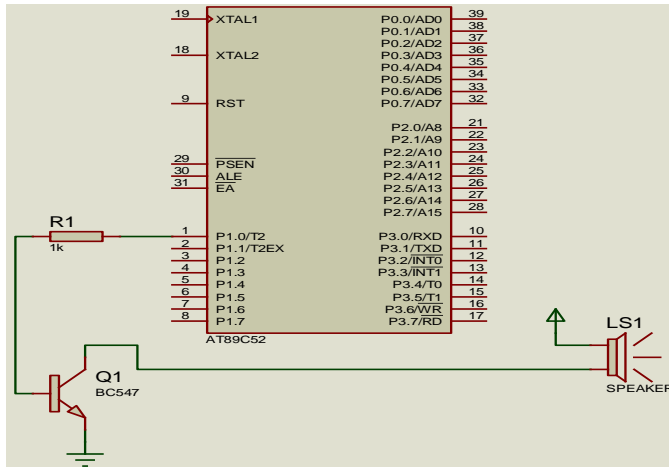 19 XTAL1 P0.0/AD0 39
P0.1/AD1 38
P0.2/AD2 37
18 XTAL2 P0.3/AD3 36
P0.4/AD4 35
P0.5/AD5 34
P0.6/AD6 33
9 RST P0.7/AD7 32
P2.0/A8 21
P2.1/A9 22
P2.2/A10 23
29 PSEN P2.3/A11 24
30 ALE P2.4/A12 25
31 EA P2.5/A13 26
P2.6/A14 27
P2.7/A15 28
R1
1k
1 P1.0/T2 P3.0/RXD 10
2 P1.1/T2EX P3.1/TXD 11
3 P1.2 P3.2/INT0 12
4 P1.3 P3.3/INT1 13
5 P1.4 P3.4/T0 14
6 P1.5 P3.5/T1 15
7 P1.6 P3.6/WR 16
8 P1.7 P3.7/RD 17
AT89C52
LS1
SPEAKER
Q1
BC547